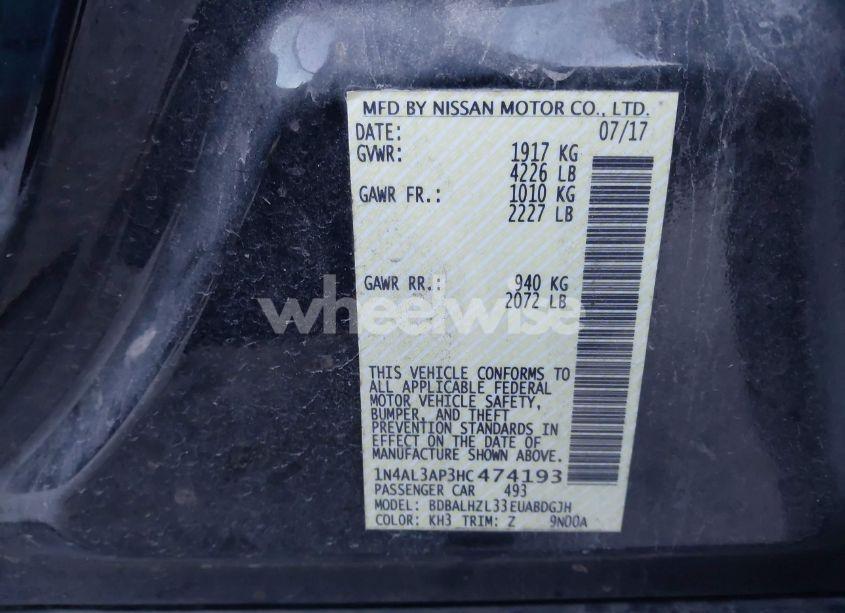 MFD BY NISSAN MOTOR CO., LTD.
DATE: 07/17
GVWR: 1917 KG
4226 LB
GAWR FR.: 1010 KG
2227 LB
GAWR RR.: 940 KG
2072 LB
wheelwise
THIS VEHICLE CONFORMS TO
ALL APPLICABLE FEDERAL
MOTOR VEHICLE SAFETY,
BUMPER, AND THEFT
PREVENTION STANDARDS IN
EFFECT ON THE DATE OF
MANUFACTURE SHOWN ABOVE.
1N4AL3AP3HC474193
PASSENGER CAR 493
MODEL: BDBALHZL33EUABDGJH
COLOR: KH3 TRIM: Z 9N00A